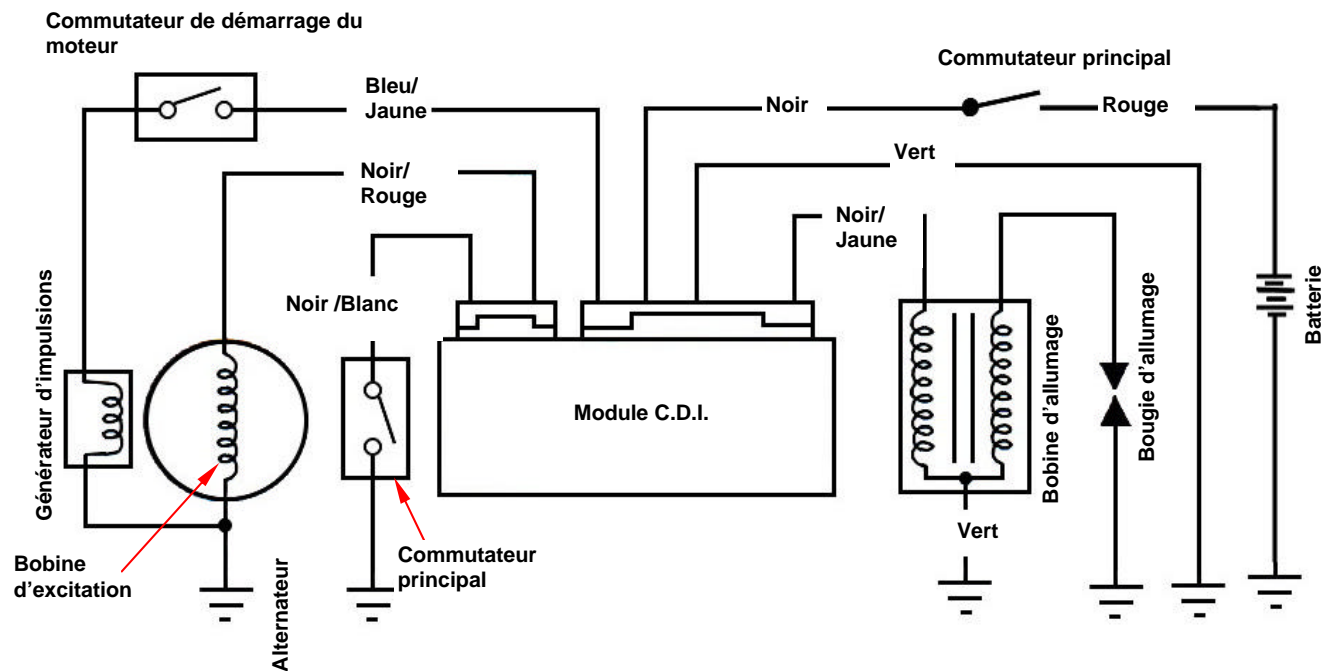 Commutateur de démarrage du
moteur
Commutateur principal
Bleu/
Jaune
Noir
Rouge
Vert
Noir/
Rouge
Noir/
Jaune
Noir /Blanc
Générateur d'impulsions
Module C.D.I.
Bobine d'allumage
Bougie d'allumage
Batterie
Vert
Bobine
d'excitation
Alternateur
Commutateur
principal